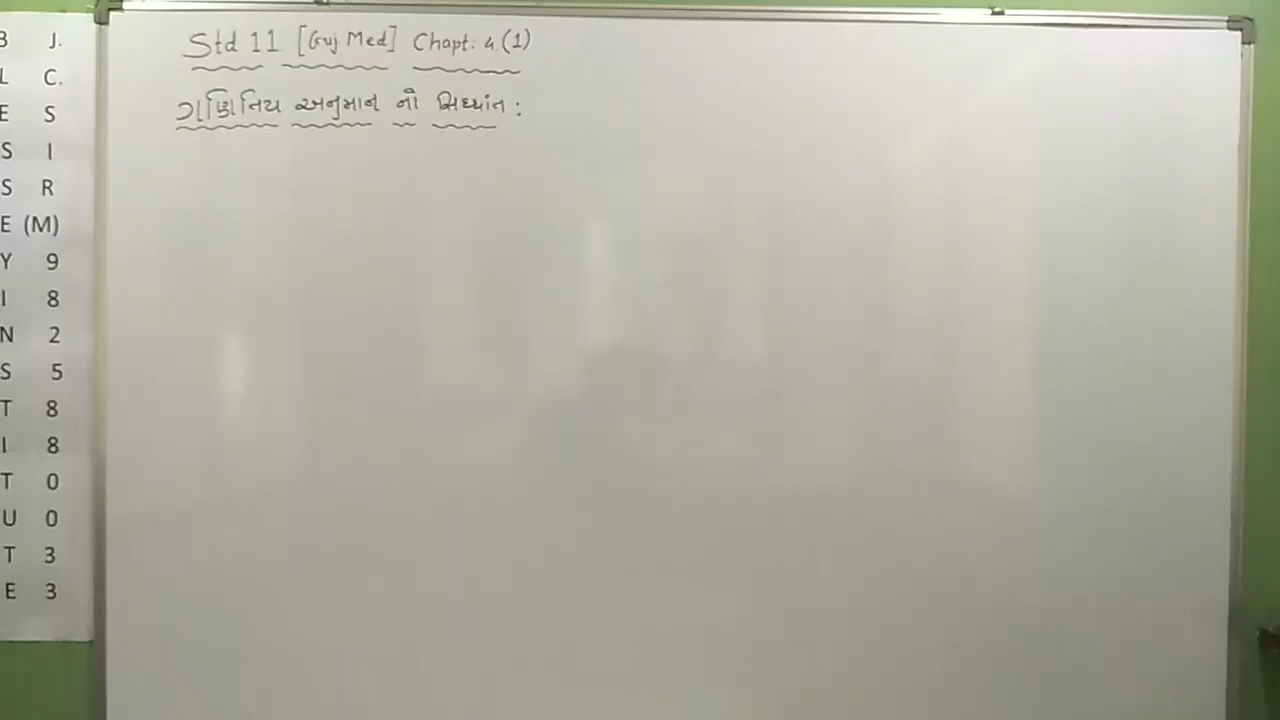 Std 11 [Guj Med] Chapt: 4 (1)
ગાણિતિય અનુમાન નો સિધ્ધાંત :
B J.
L C.
E S
S I
S R
E (M)
Y 9
I 8
N 2
S 5
T 8
I 8
T 0
U 0
T 3
E 3